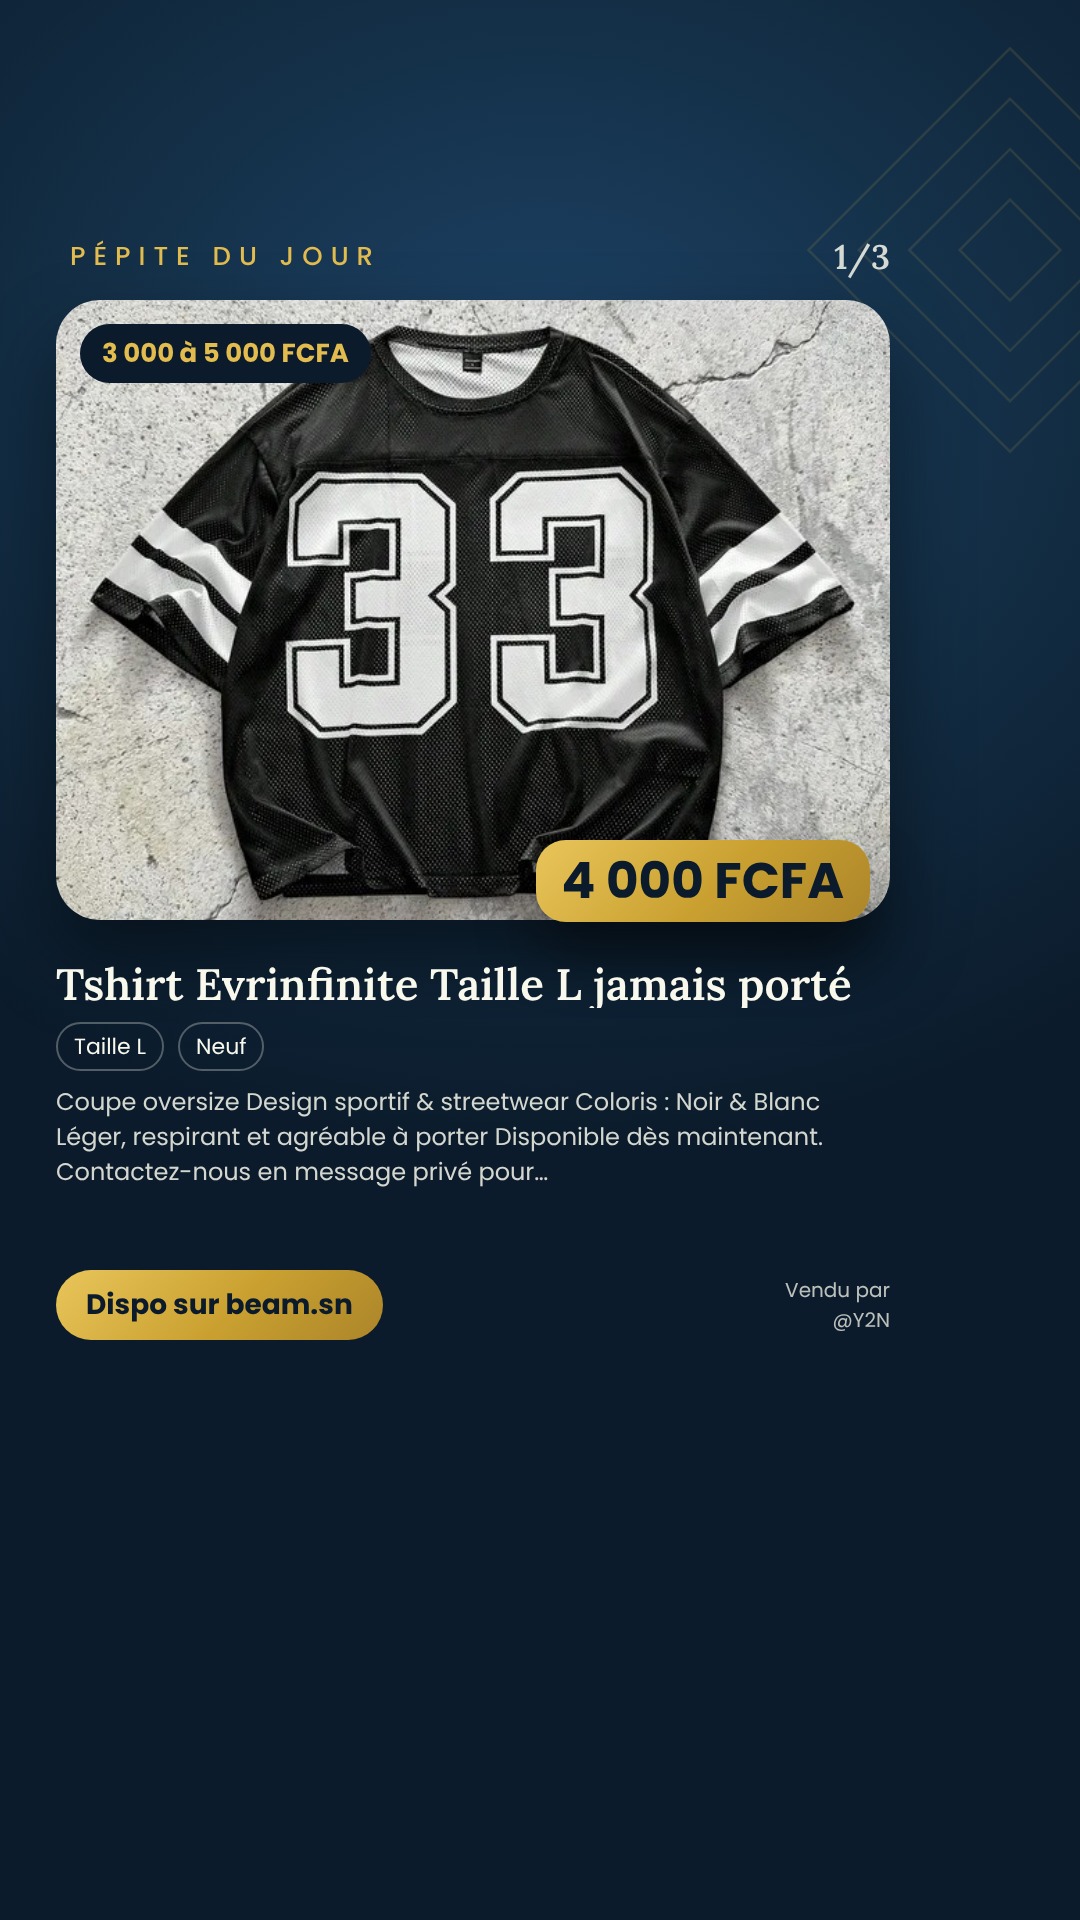 PÉPITE DU JOUR
1/3
3 000 à 5 000 FCFA
33
4 000 FCFA
Tshirt Evrinfinite Taille L jamais porté
Taille L
Neuf
Coupe oversize Design sportif & streetwear Coloris : Noir & Blanc
Léger, respirant et agréable à porter Disponible dès maintenant.
Contactez-nous en message privé pour...
Dispo sur beam.sn
Vendu par
@Y2N